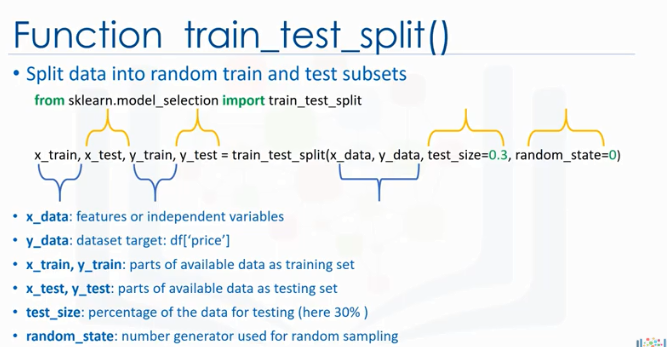 Function train_test_split()
• Split data into random train and test subsets
from sklearn.model_selection import train_test_split
x_train, x_test, y_train, y_test = train_test_split(x_data, y_data, test_size=0.3, random_state=0)
• x_data: features or independent variables
• y_data: dataset target: df['price']
• x_train, y_train: parts of available data as training set
• x_test, y_test: parts of available data as testing set
• test_size: percentage of the data for testing (here 30% )
• random_state: number generator used for random sampling